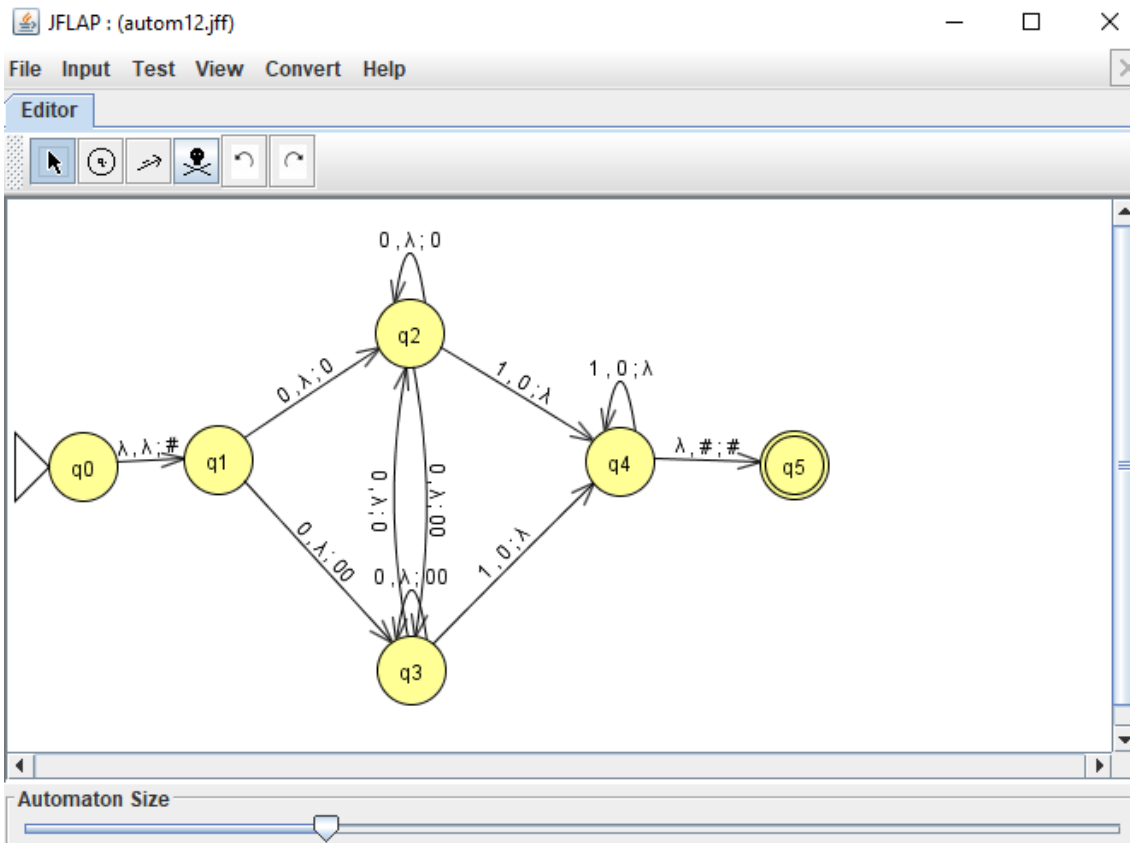 JFLAP : (autom12.jff)
File Input Test View Convert Help
Editor
0 , λ ; 0
q2
0 , λ ; 0
1 , 0 ; λ
1 , 0 ; λ
λ , λ ; #
q0
q1
q4
λ , # ; #
q5
0 , λ ; 0
0 , λ ; 00
0 , λ ; 00
0 , λ ; 00
1 , 0 ; λ
q3
Automaton Size